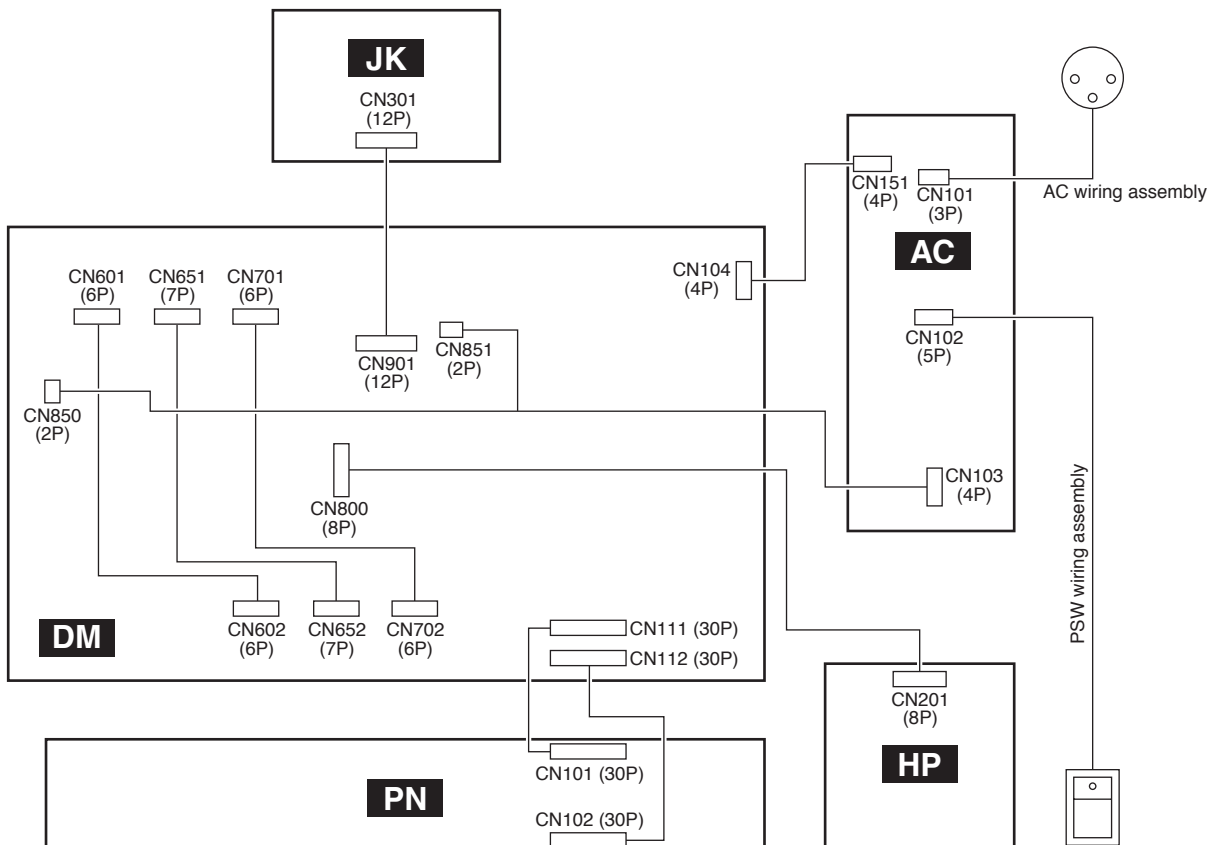 JK
CN301
(12P)
CN151
(4P)
CN101
(3P)
AC wiring assembly
AC
CN601
(6P)
CN651
(7P)
CN701
(6P)
CN104
(4P)
CN901
(12P)
CN851
(2P)
CN102
(5P)
CN850
(2P)
CN800
(8P)
CN103
(4P)
PSW wiring assembly
DM
CN602
(6P)
CN652
(7P)
CN702
(6P)
CN111 (30P)
CN112 (30P)
CN201
(8P)
HP
CN101 (30P)
PN
CN102 (30P)